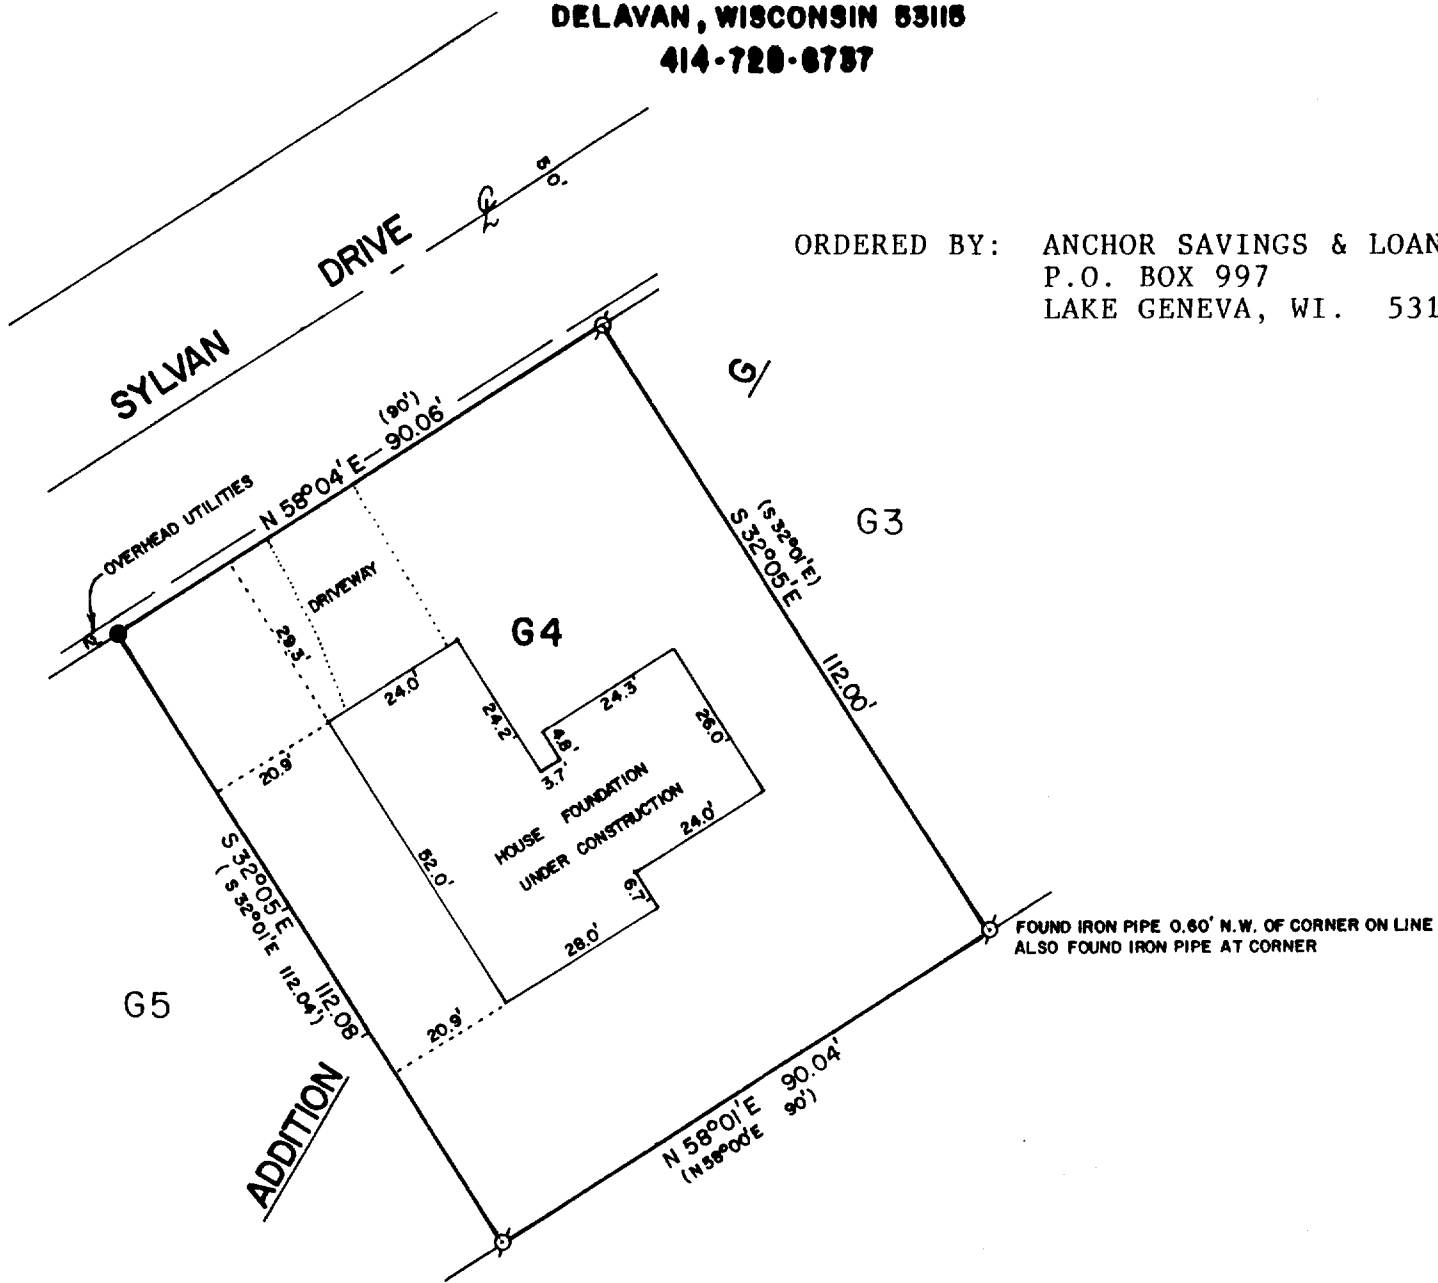 DELAVAN, WISCONSIN 53115
414-728-6737
50'
SYLVAN DRIVE
ORDERED BY: ANCHOR SAVINGS & LOAN
P.O. BOX 997
LAKE GENEVA, WI. 531
G
(90')
N 58°04' E 90.06'
OVERHEAD UTILITIES
2'
DRIVEWAY
29.3'
G4
G3
(S 32°01' E)
S 32°05' E 112.00'
24.0'
24.2'
24.3'
4.8'
3.7'
26.0'
20.9'
HOUSE FOUNDATION
UNDER CONSTRUCTION
24.0'
52.0'
6.7'
28.0'
S 32°05' E 112.08'
(S 32°01' E 112.04')
20.9'
G5
FOUND IRON PIPE 0.60' N.W. OF CORNER ON LINE
ALSO FOUND IRON PIPE AT CORNER
ADDITION
N 58°01' E 90.04'
(N 58°00' E 90')